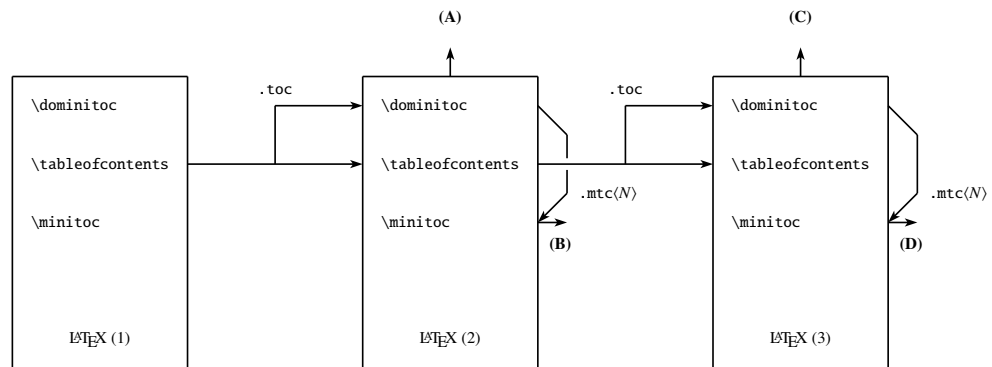 (A)
(C)
.toc
.toc
\dominitoc
\dominitoc
\dominitoc
\tableofcontents
\tableofcontents
\tableofcontents
.mtc⟨N⟩
.mtc⟨N⟩
\minitoc
\minitoc
\minitoc
(B)
(D)
LATEX (1)
LATEX (2)
LATEX (3)